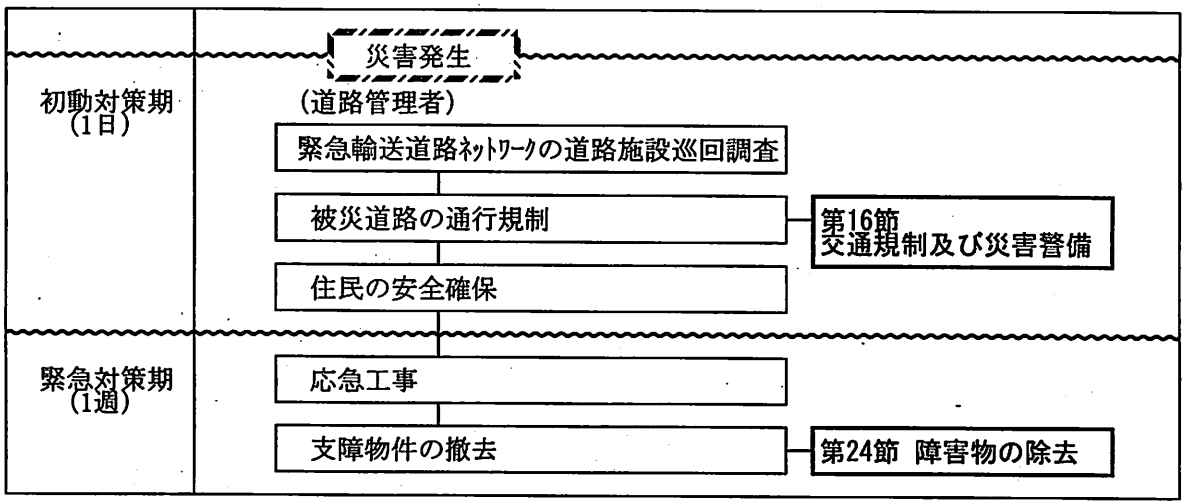 災害発生
初動対策期
(1日)
(道路管理者)
緊急輸送道路ﾈｯﾄﾜｰｸの道路施設巡回調査
被災道路の通行規制
第16節
交通規制及び災害警備
住民の安全確保
緊急対策期
(1週)
応急工事
支障物件の撤去
第24節 障害物の除去